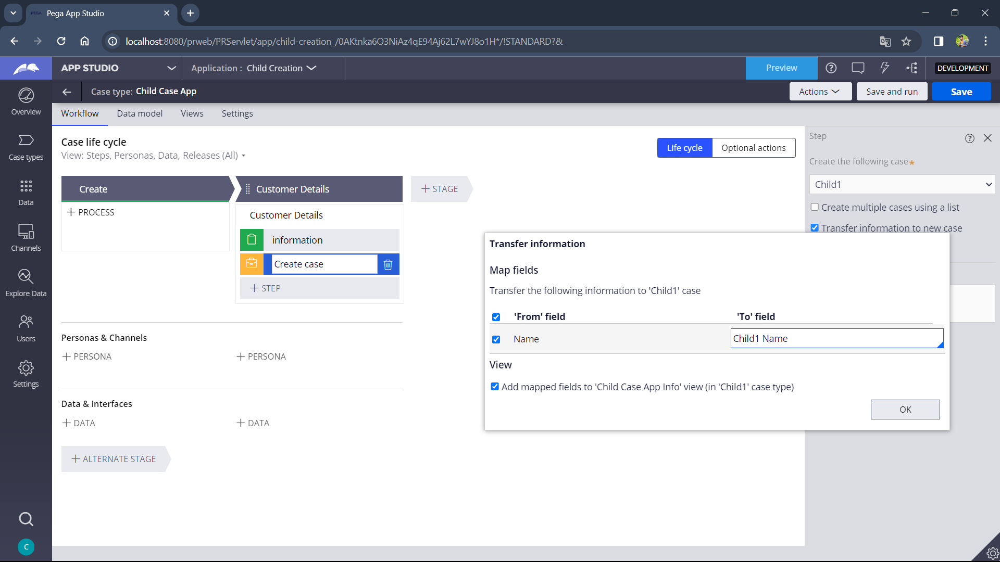 PEGA Pega App Studio
localhost:8080/prweb/PRServlet/app/child-creation_/0AKtnka6O3NiAz4qE94Aj62L7wYJ8o1H*/!STANDARD?&
APP STUDIO
Application : Child Creation
Preview
DEVELOPMENT
Case type: Child Case App
Actions
Save and run
Save
Overview
Case types
Data
Channels
Explore Data
Users
Settings
C
Workflow
Data model
Views
Settings
Case life cycle
View: Steps, Personas, Data, Releases (All)
Life cycle
Optional actions
Create
Customer Details
+ STAGE
+ PROCESS
Customer Details
information
Create case
+ STEP
Personas & Channels
+ PERSONA
+ PERSONA
Data & Interfaces
+ DATA
+ DATA
+ ALTERNATE STAGE
Step
Create the following case*
Child1
Create multiple cases using a list
Transfer information to new case
Transfer information
Map fields
Transfer the following information to 'Child1' case
'From' field
'To' field
Name
Child1 Name
View
Add mapped fields to 'Child Case App Info' view (in 'Child1' case type)
OK